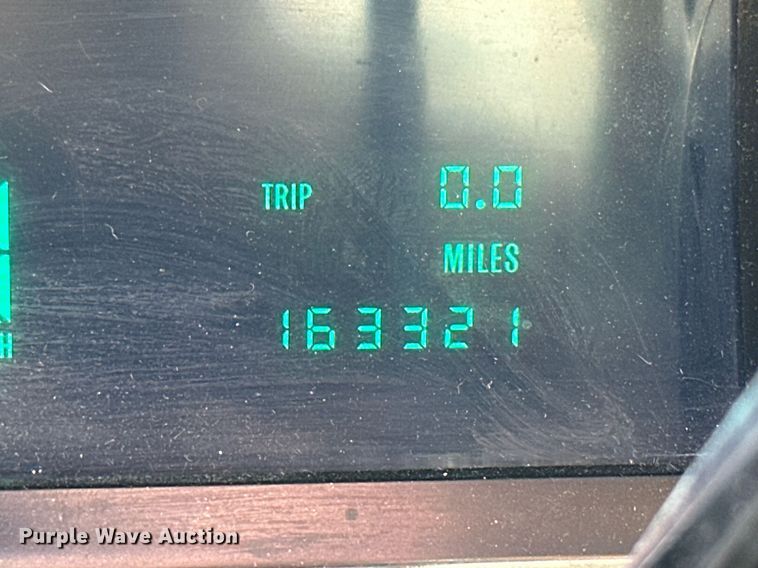 TRIP 0.0
MILES
163321
H
Purple Wave Auction